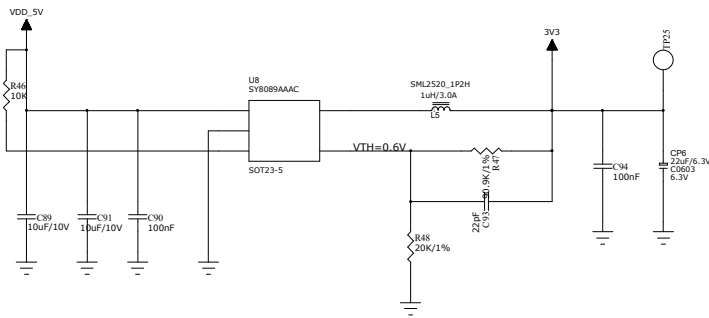 VDD_5V
3V3
TP25
R46
10K
U8
SY8089AAAC
SML2520_1P2H
1uH/3.0A
L5
VTH=0.6V
SOT23-5
R47
90.9K/1%
C94
100nF
CP6
22uF/6.3V
C0603
6.3V
C89
10uF/10V
C91
10uF/10V
C90
100nF
22pF
C93
R48
20K/1%